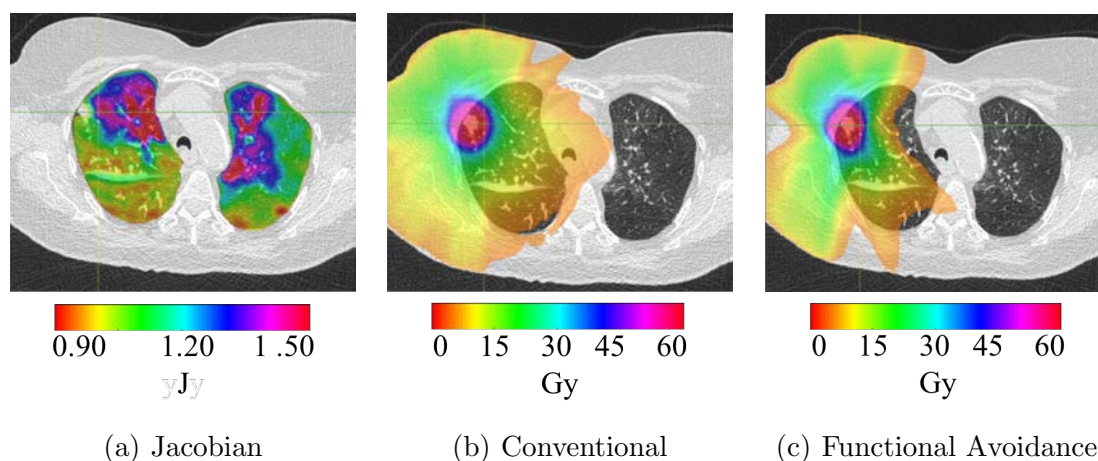 0.90 1.20 1.50
yJy
(a) Jacobian
0 15 30 45 60
Gy
(b) Conventional
0 15 30 45 60
Gy
(c) Functional Avoidance